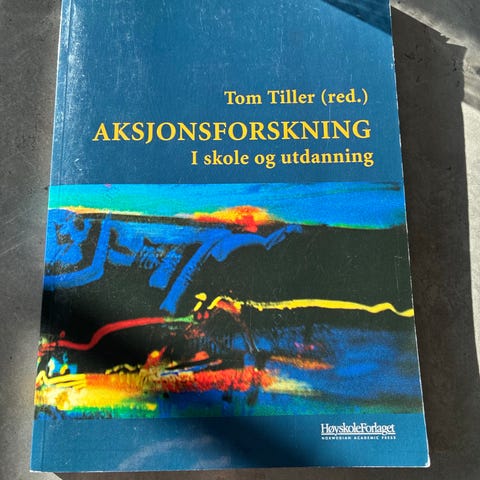 Tom Tiller (red.)
AKSJONSFORSKNING
I skole og utdanning
HøyskoleForlaget
NORWEGIAN ACADEMIC PRESS